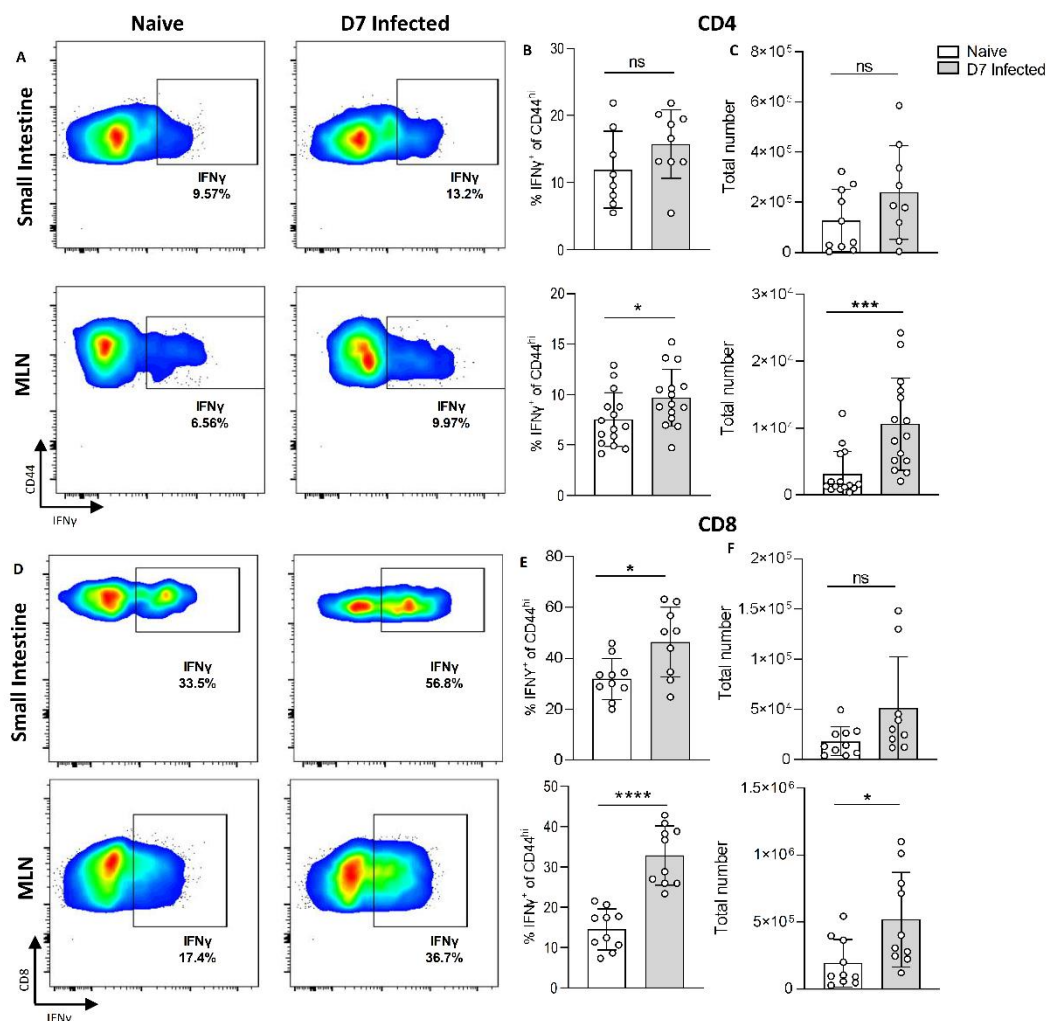 Naive
D7 Infected
CD4
A
B
C
Naive
D7 Infected
Small Intestine
IFNγ
9.57%
IFNγ
13.2%
% IFNγ⁺ of CD44ʰⁱ
30
20
10
0
ns
Total number
8×10⁵
6×10⁵
4×10⁵
2×10⁵
0
ns
MLN
IFNγ
6.56%
IFNγ
9.97%
CD44
IFNγ
% IFNγ⁺ of CD44ʰⁱ
20
15
10
5
0
*
Total number
3×10⁴
2×10⁴
1×10⁴
0
***
CD8
D
E
F
Small Intestine
IFNγ
33.5%
IFNγ
56.8%
% IFNγ⁺ of CD44ʰⁱ
80
60
40
20
0
*
Total number
2×10⁵
2×10⁵
1×10⁵
5×10⁴
0
ns
MLN
IFNγ
17.4%
IFNγ
36.7%
CD8
IFNγ
% IFNγ⁺ of CD44ʰⁱ
50
40
30
20
10
0
****
Total number
1.5×10⁶
1×10⁶
5×10⁵
0
*